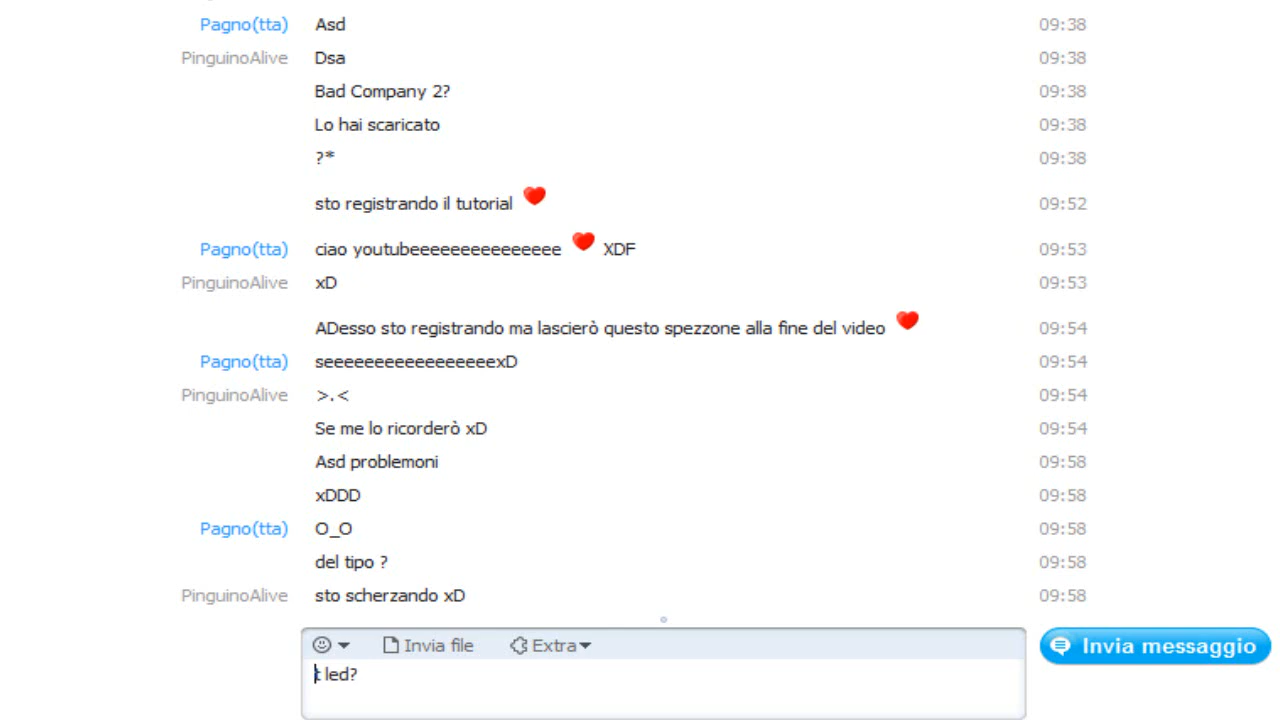 Pagno(tta) Asd 09:38
PinguinoAlive Dsa 09:38
Bad Company 2? 09:38
Lo hai scaricato 09:38
?* 09:38
sto registrando il tutorial 09:52
Pagno(tta) ciao youtubeeeeeeeeeeeeeee XDF 09:53
PinguinoAlive xD 09:53
ADesso sto registrando ma lascierò questo spezzone alla fine del video 09:54
Pagno(tta) seeeeeeeeeeeeeeeeexD 09:54
PinguinoAlive >.< 09:54
Se me lo ricorderò xD 09:54
Asd problemoni 09:58
xDDD 09:58
Pagno(tta) O_O 09:58
del tipo ? 09:58
PinguinoAlive sto scherzando xD 09:58
Invia file Extra Invia messaggio
t led?